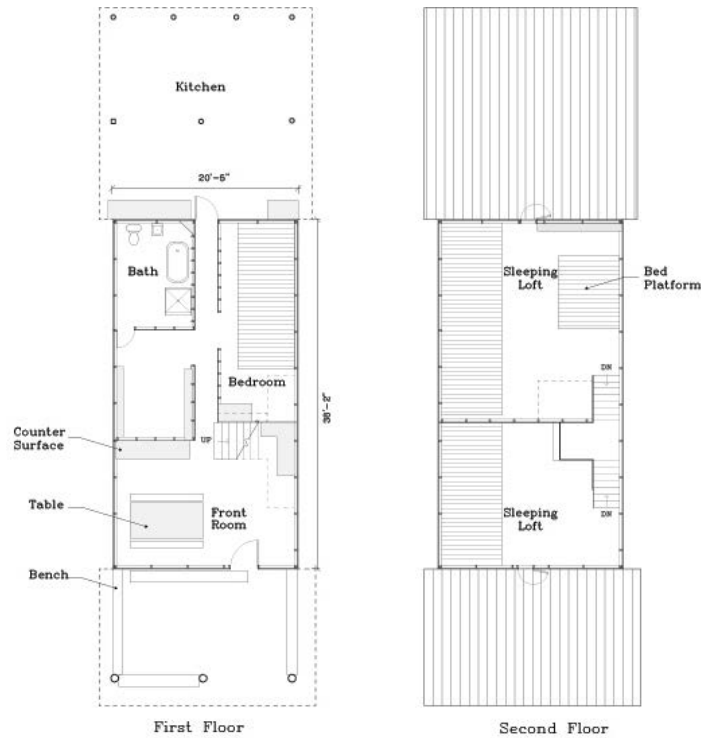 Kitchen
20'-5"
Bath
Sleeping
Loft
Bed
Platform
Bedroom
DN
38'-2"
Counter
Surface
UP
Table
Front
Room
Sleeping
Loft
DN
Bench
First Floor
Second Floor